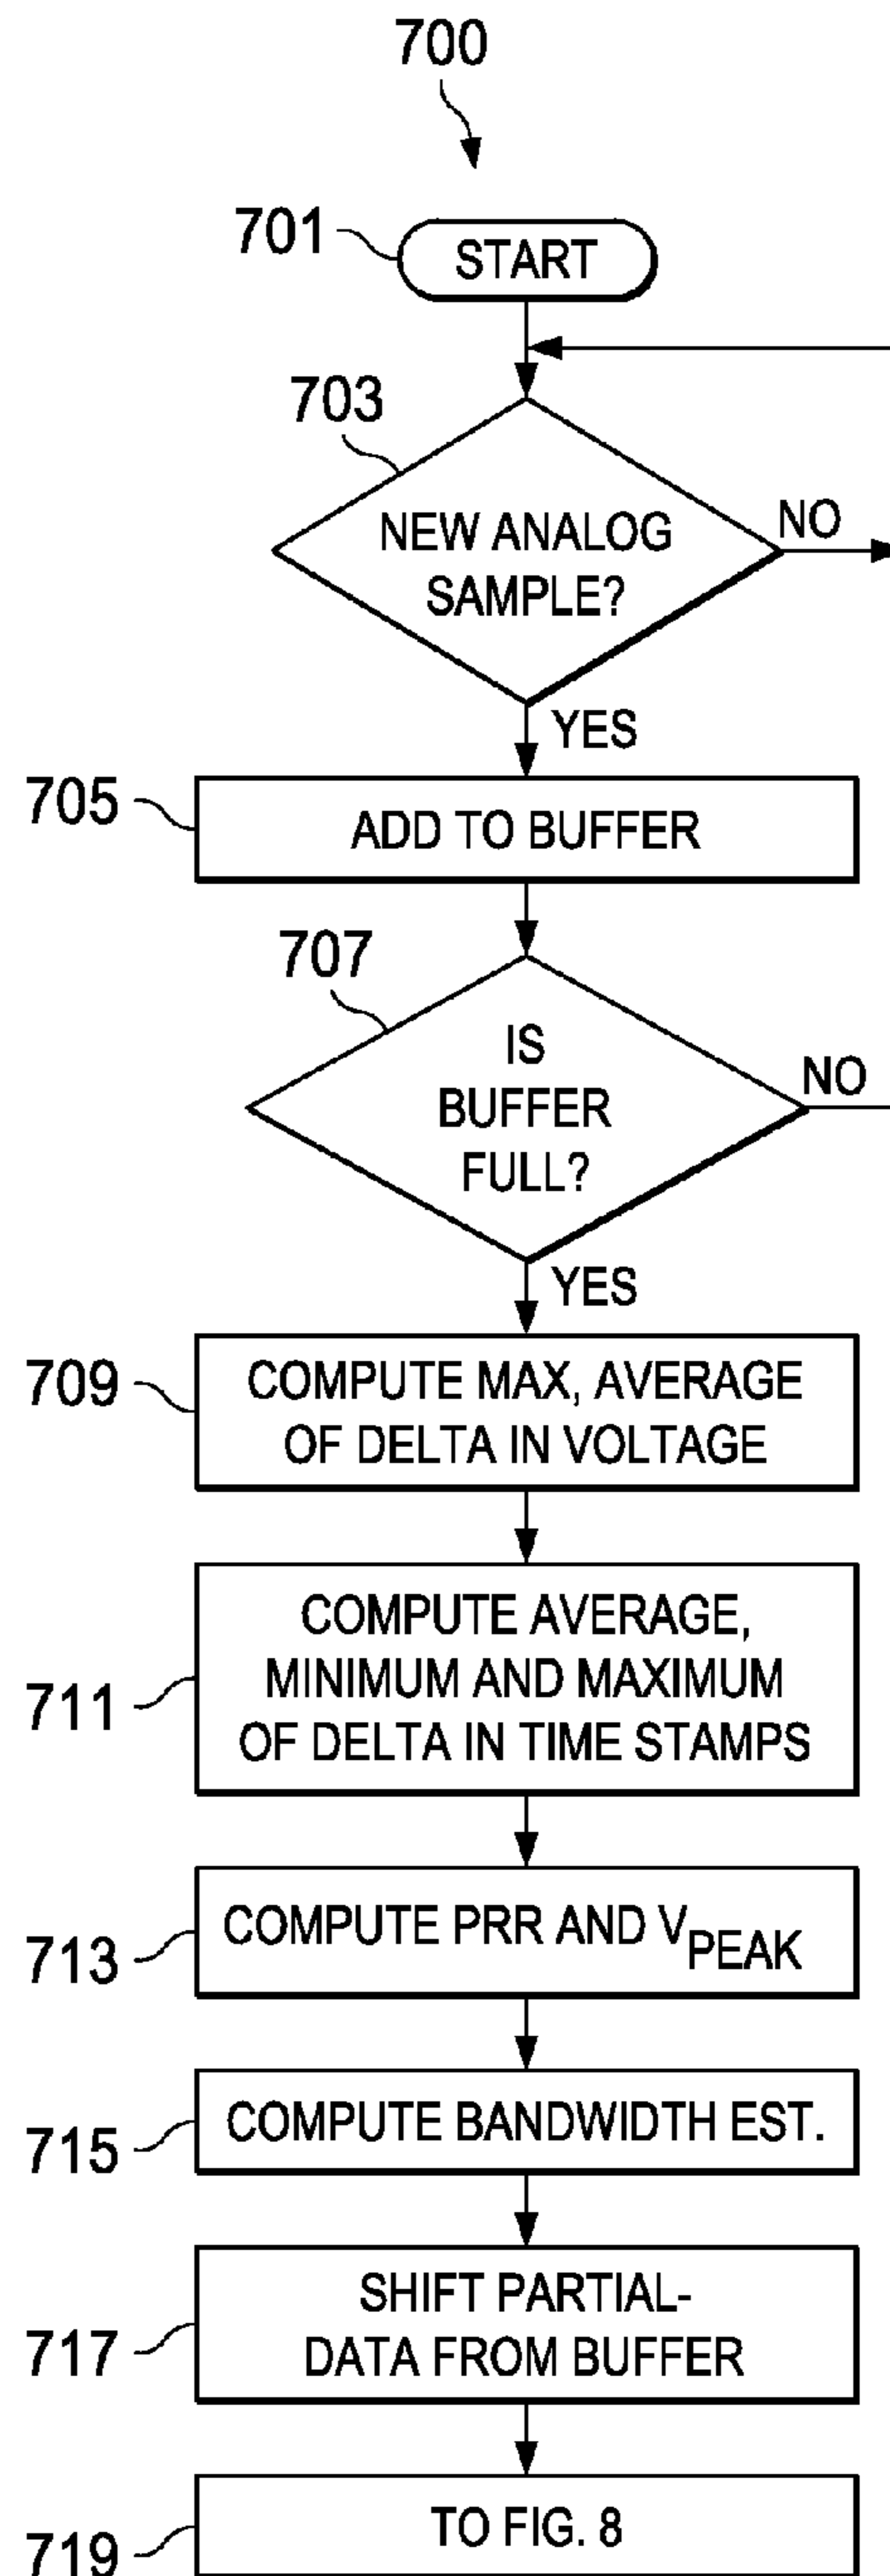 700
701
START
703
NEW ANALOG
SAMPLE?
NO
YES
705
ADD TO BUFFER
707
IS
BUFFER
FULL?
NO
YES
709
COMPUTE MAX, AVERAGE
OF DELTA IN VOLTAGE
711
COMPUTE AVERAGE,
MINIMUM AND MAXIMUM
OF DELTA IN TIME STAMPS
713
COMPUTE PRR AND VPEAK
715
COMPUTE BANDWIDTH EST.
717
SHIFT PARTIAL-
DATA FROM BUFFER
719
TO FIG. 8